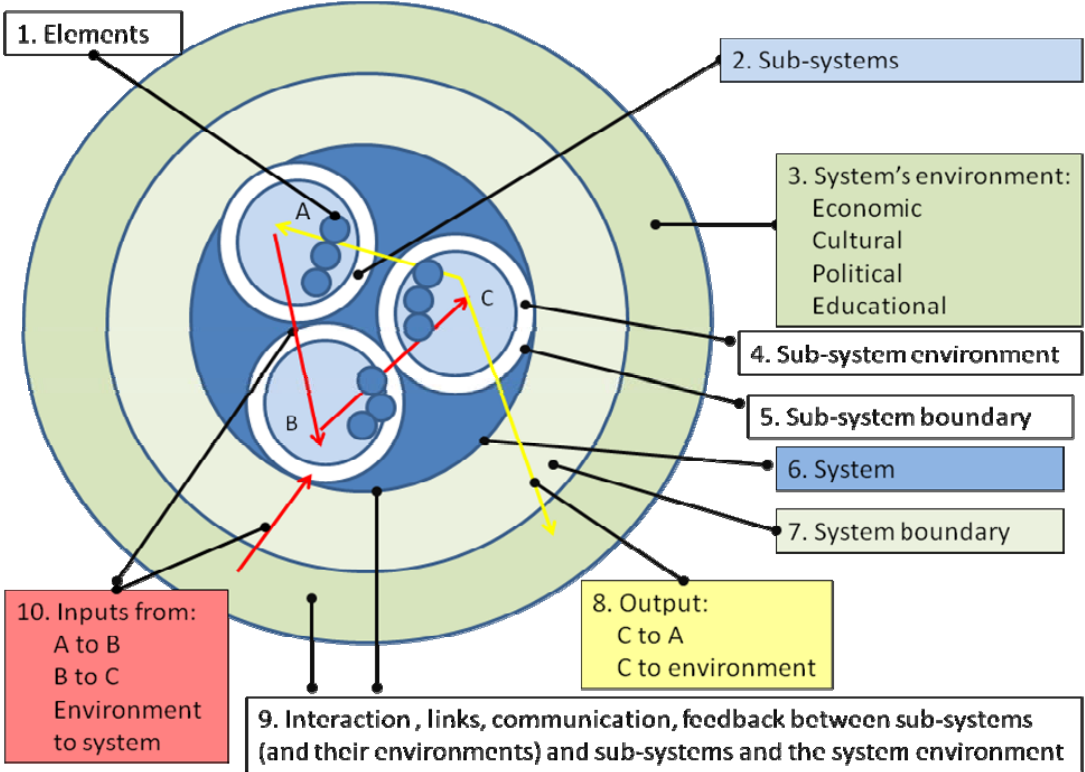 1. Elements
2. Sub-systems
3. System's environment:
Economic
Cultural
Political
Educational
A
C
4. Sub-system environment
B
5. Sub-system boundary
6. System
7. System boundary
8. Output:
C to A
C to environment
10. Inputs from:
A to B
B to C
Environment
to system
9. Interaction , links, communication, feedback between sub-systems
(and their environments) and sub-systems and the system environment